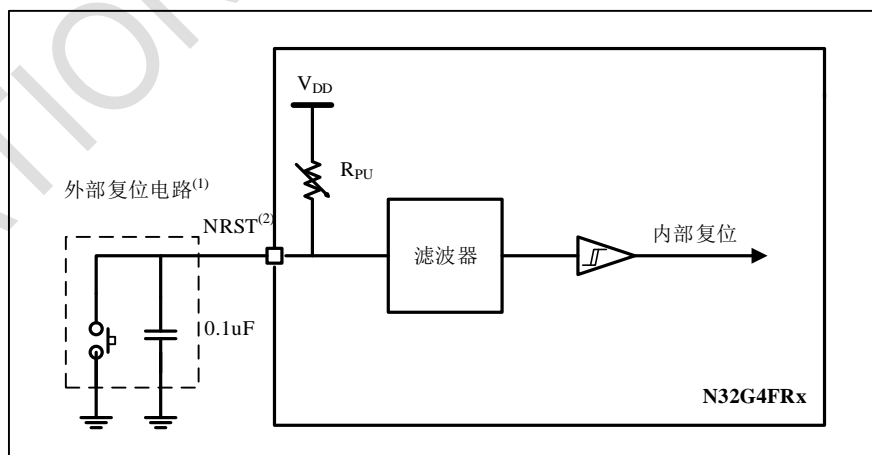 V_DD
R_PU
外部复位电路(1)
NRST(2)
滤波器
内部复位
0.1uF
N32G4FRx